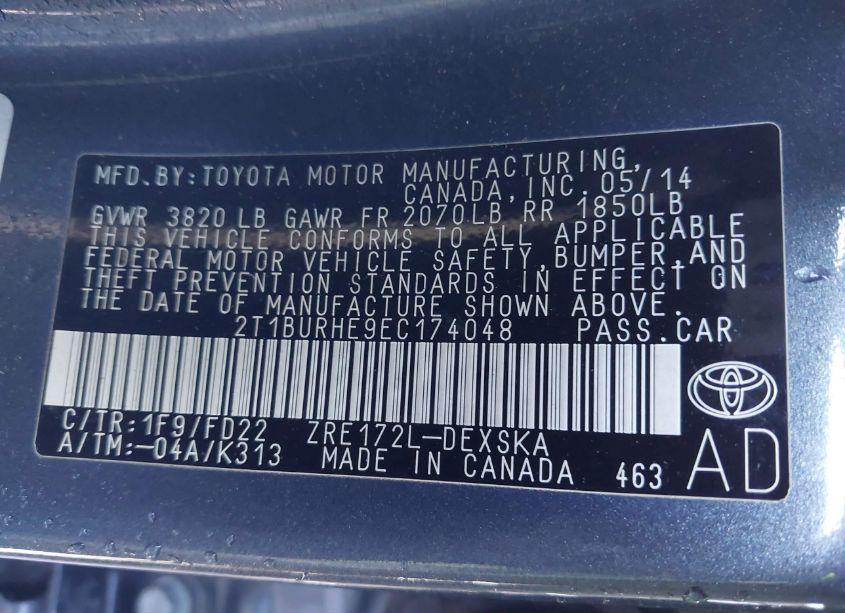 MFD.BY:TOYOTA MOTOR MANUFACTURING,
CANADA,INC. 05/14
GVWR 3820 LB GAWR FR 2070LB RR 1850LB
THIS VEHICLE CONFORMS TO ALL APPLICABLE
FEDERAL MOTOR VEHICLE SAFETY,BUMPER,AND
THEFT PREVENTION STANDARDS IN EFFECT ON
THE DATE OF MANUFACTURE SHOWN ABOVE.
2T1BURHE9EC174048 PASS.CAR
C/TR:1F9/FD22 ZRE172L-DEXSKA
A/TM:-04A/K313 MADE IN CANADA 463 AD